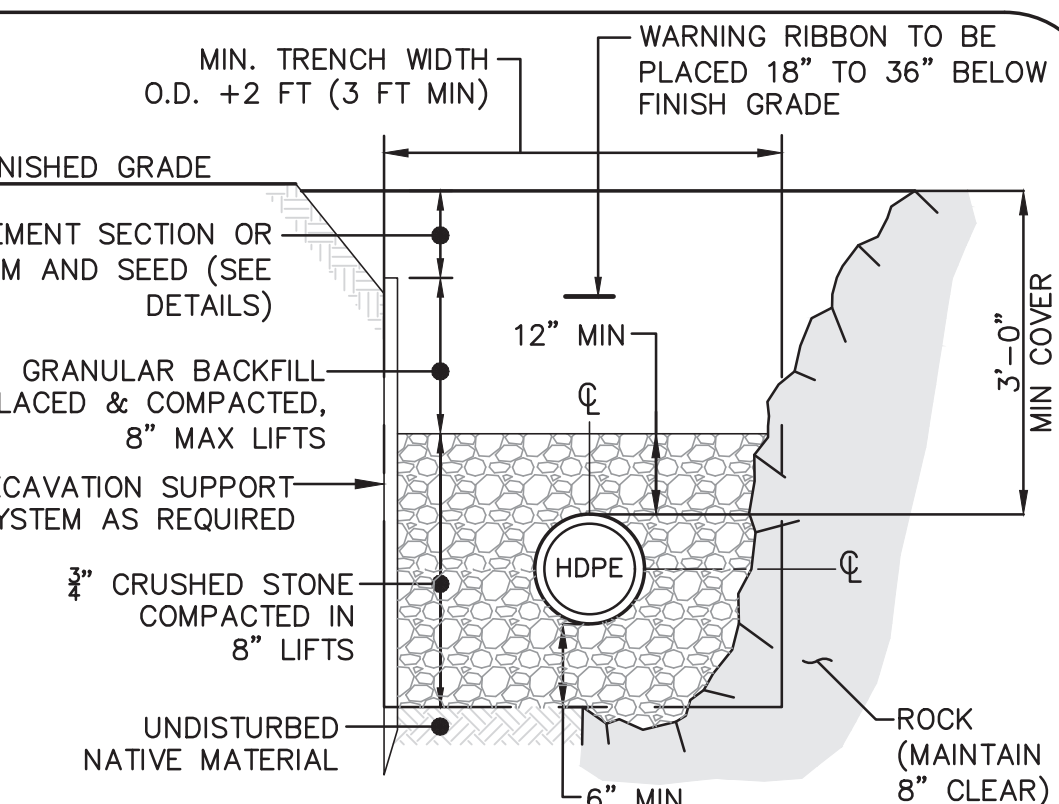 MIN. TRENCH WIDTH
O.D. +2 FT (3 FT MIN)
WARNING RIBBON TO BE
PLACED 18" TO 36" BELOW
FINISH GRADE
NISHED GRADE
EMENT SECTION OR
M AND SEED (SEE
DETAILS)
12" MIN
3'-0"
MIN COVER
GRANULAR BACKFILL
LACED & COMPACTED,
8" MAX LIFTS
℄
CAVATION SUPPORT
YSTEM AS REQUIRED
HDPE
℄
¾" CRUSHED STONE
COMPACTED IN
8" LIFTS
UNDISTURBED
NATIVE MATERIAL
ROCK
(MAINTAIN
8" CLEAR)
6" MIN